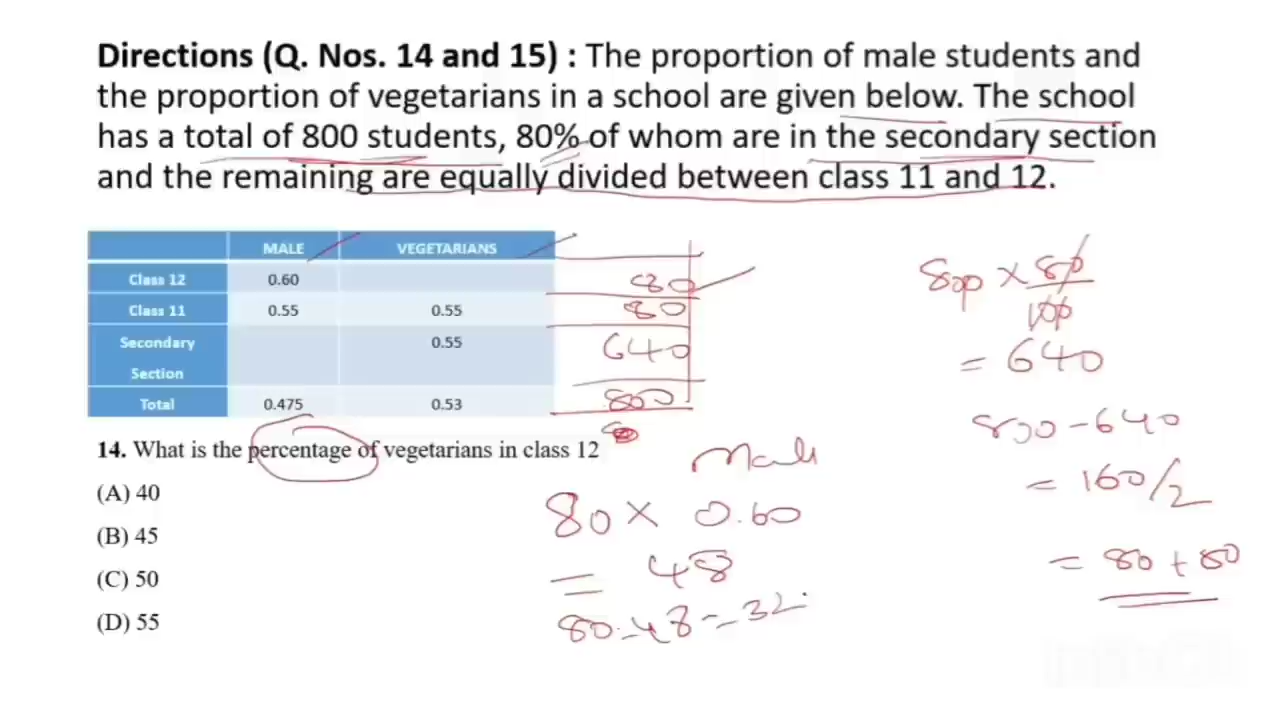 Directions (Q. Nos. 14 and 15) : The proportion of male students and
the proportion of vegetarians in a school are given below. The school
has a total of 800 students, 80% of whom are in the secondary section
and the remaining are equally divided between class 11 and 12.
MALE VEGETARIANS
Class 12 0.60 80
Class 11 0.55 0.55 80
Secondary Section 0.55 640
Total 0.475 0.53 800
14. What is the percentage of vegetarians in class 12
(A) 40
(B) 45
(C) 50
(D) 55
Male
80 × 0.60
= 48
80-48=32
800 × 80/100
= 640
800-640
= 160/2
= 80+80